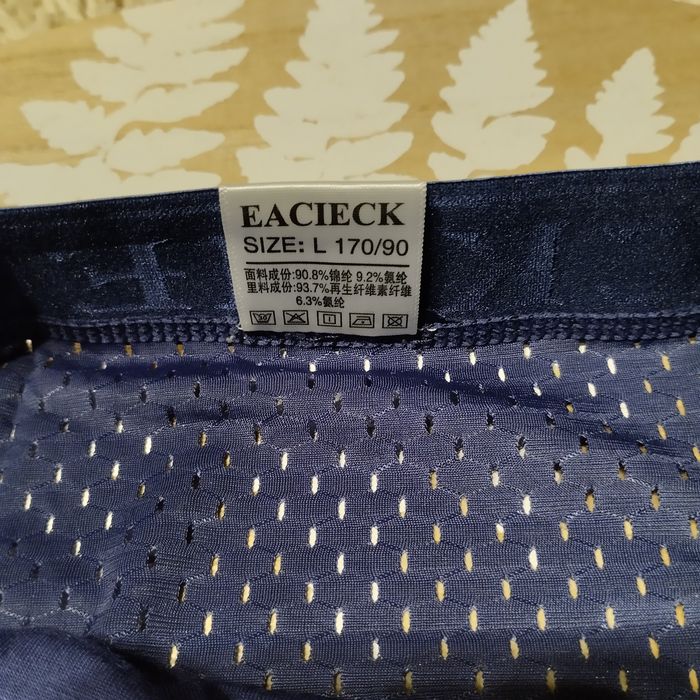 EACIECK
SIZE: L 170/90
面料成份:90.8%锦纶 9.2%氨纶
里料成份:93.7%再生纤维素纤维
6.3%氨纶